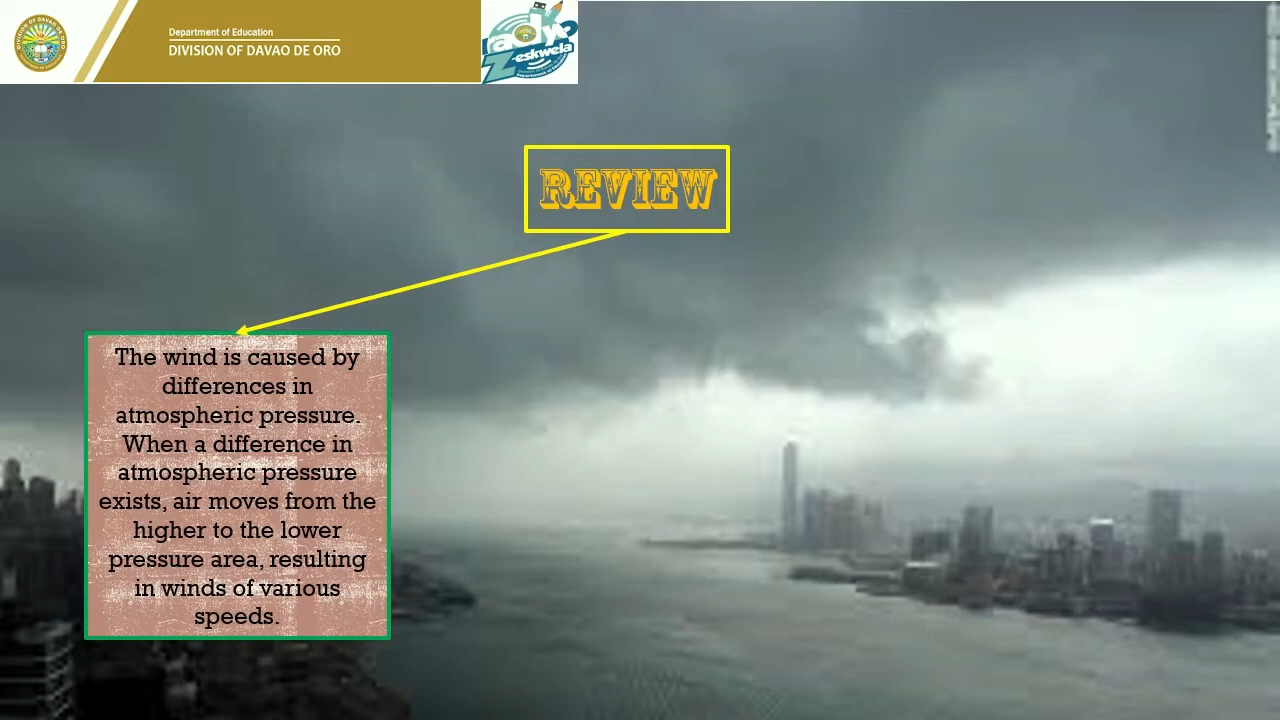 Department of Education
DIVISION OF DAVAO DE ORO
eskwela
REVIEW
The wind is caused by
differences in
atmospheric pressure.
When a difference in
atmospheric pressure
exists, air moves from the
higher to the lower
pressure area, resulting
in winds of various
speeds.